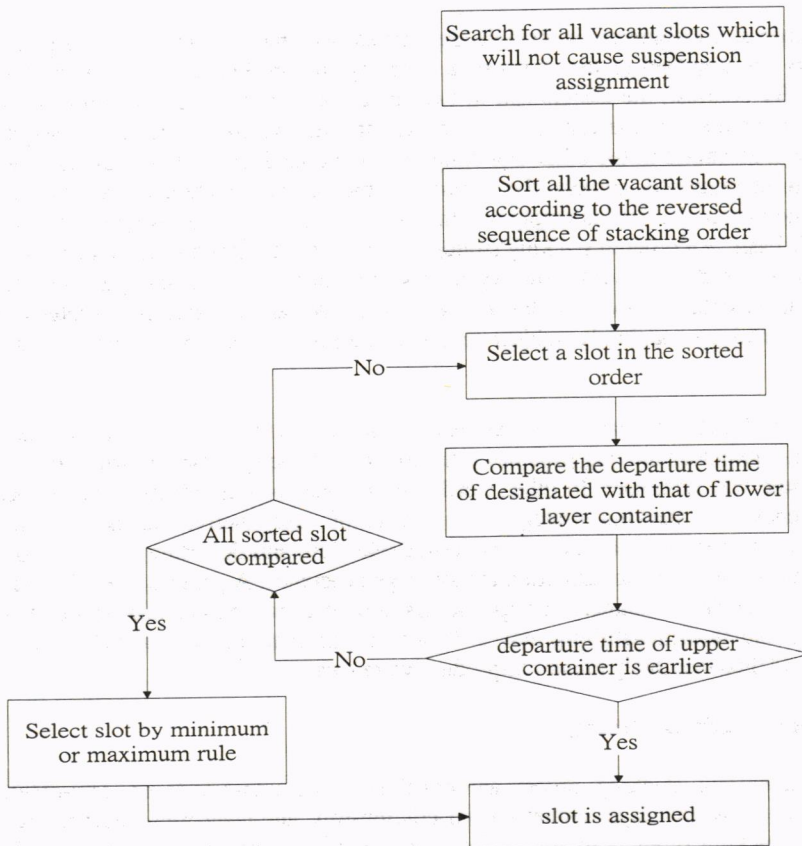 Search for all vacant slots which
will not cause suspension
assignment
Sort all the vacant slots
according to the reversed
sequence of stacking order
Select a slot in the sorted
order
No
Compare the departure time
of designated with that of lower
layer container
All sorted slot
compared
Yes
No
departure time of upper
container is earlier
Select slot by minimum
or maximum rule
Yes
slot is assigned